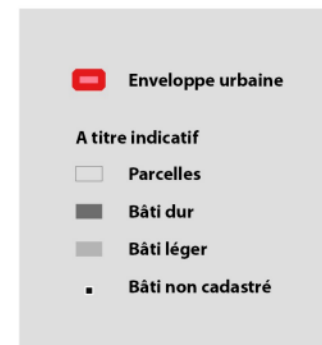 Enveloppe urbaine
A titre indicatif
Parcelles
Bâti dur
Bâti léger
Bâti non cadastré